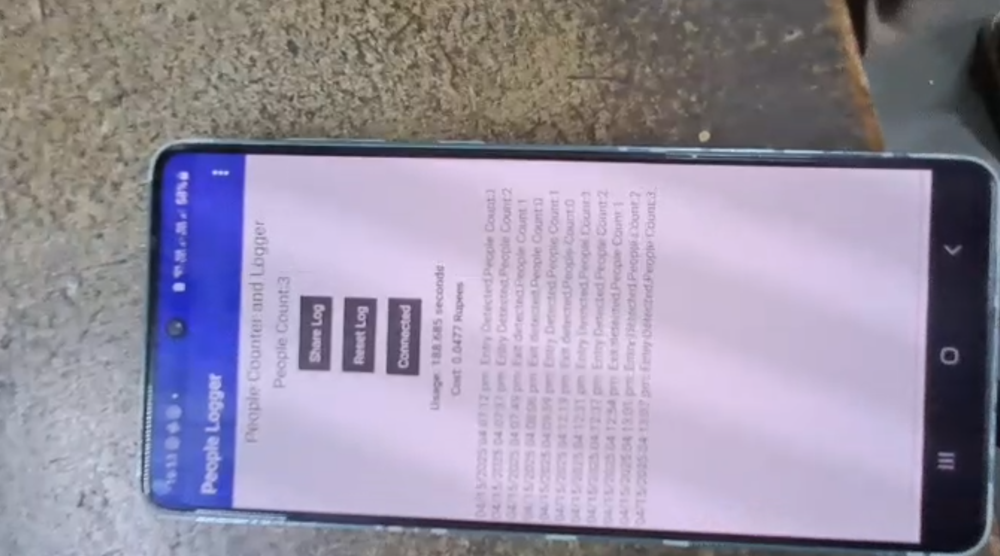 16:13 60%
People Logger
People Counter and Logger
People Count:3
Share Log
Reset Log
Connected
Usage: 188.685 seconds
Cost: 0.0477 Rupees
04/15/2025 04:07:12 pm Entry Detected,People Count:1
04/15/2025 04:07:37 pm Entry Detected,People Count:2
04/15/2025 04:07:49 pm Exit detected,People Count:1
04/15/2025 04:08:06 pm Exit detected,People Count:0
04/15/2025 04:09:59 pm Entry Detected,People Count:1
04/15/2025 04:12:13 pm Exit detected,People Count:0
04/15/2025 04:12:31 pm Entry Detected,People Count:1
04/15/2025 04:12:37 pm Entry Detected,People Count:2
04/15/2025 04:12:54 pm Exit detected,People Count:1
04/15/2025 04:13:01 pm Entry Detected,People Count:2
04/15/2025 04:13:07 pm Entry Detected,People Count:3